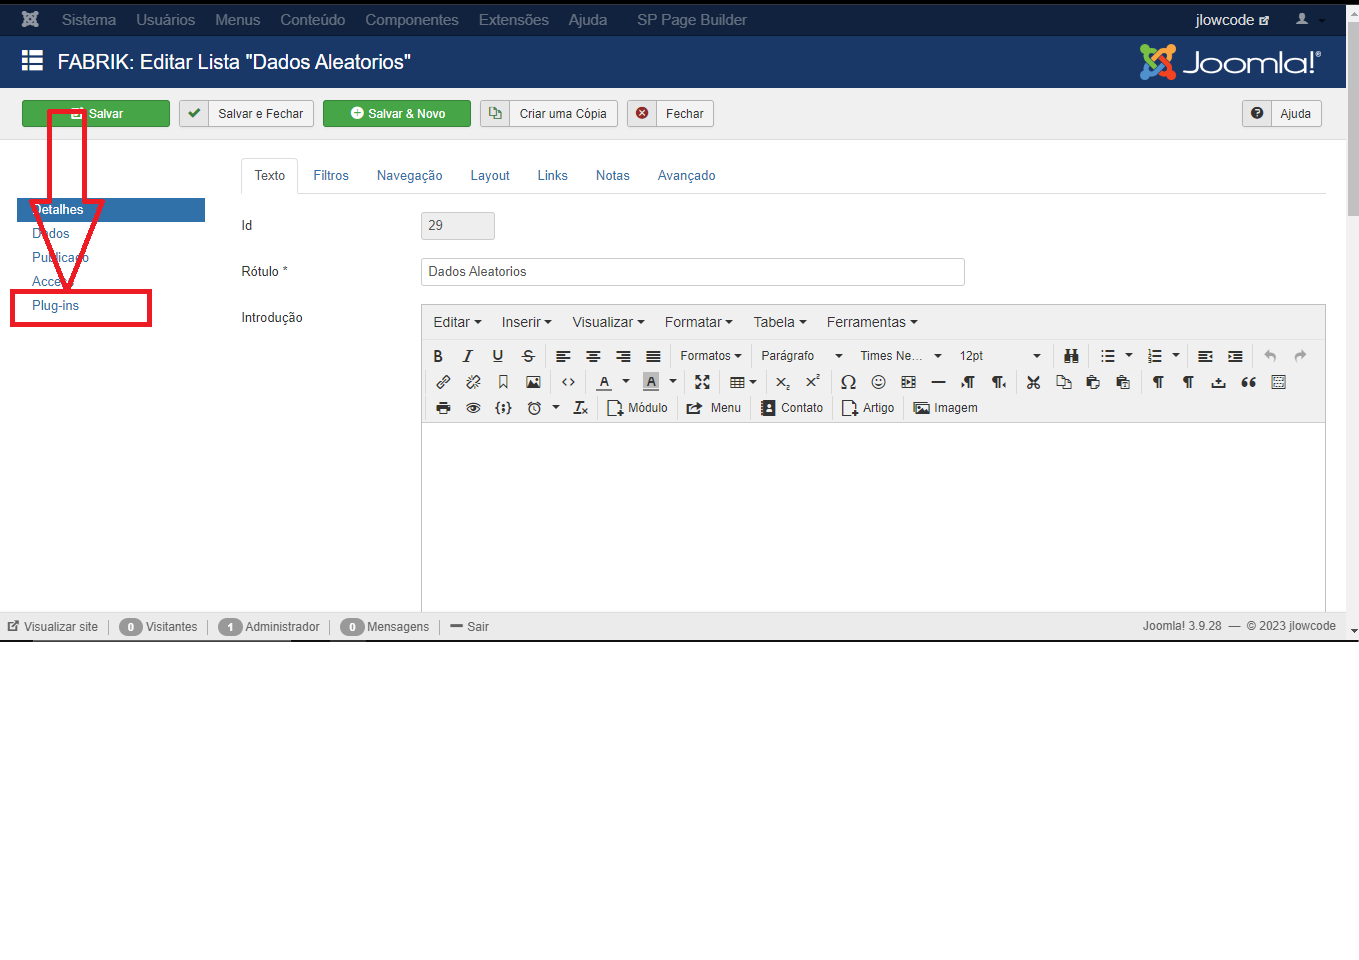 Sistema Usuários Menus Conteúdo Componentes Extensões Ajuda SP Page Builder jlowcode
FABRIK: Editar Lista "Dados Aleatorios" Joomla!®
Salvar Salvar e Fechar Salvar & Novo Criar uma Cópia Fechar Ajuda
Texto Filtros Navegação Layout Links Notas Avançado
Detalhes
Dados
Publicado
Acceso
Plug-ins
Id 29
Rótulo * Dados Aleatorios
Introdução
Editar Inserir Visualizar Formatar Tabela Ferramentas
B I U S Formatos Parágrafo Times Ne... 12pt
Módulo Menu Contato Artigo Imagem
Visualizar site 0 Visitantes 1 Administrador 0 Mensagens Sair Joomla! 3.9.28 — © 2023 jlowcode